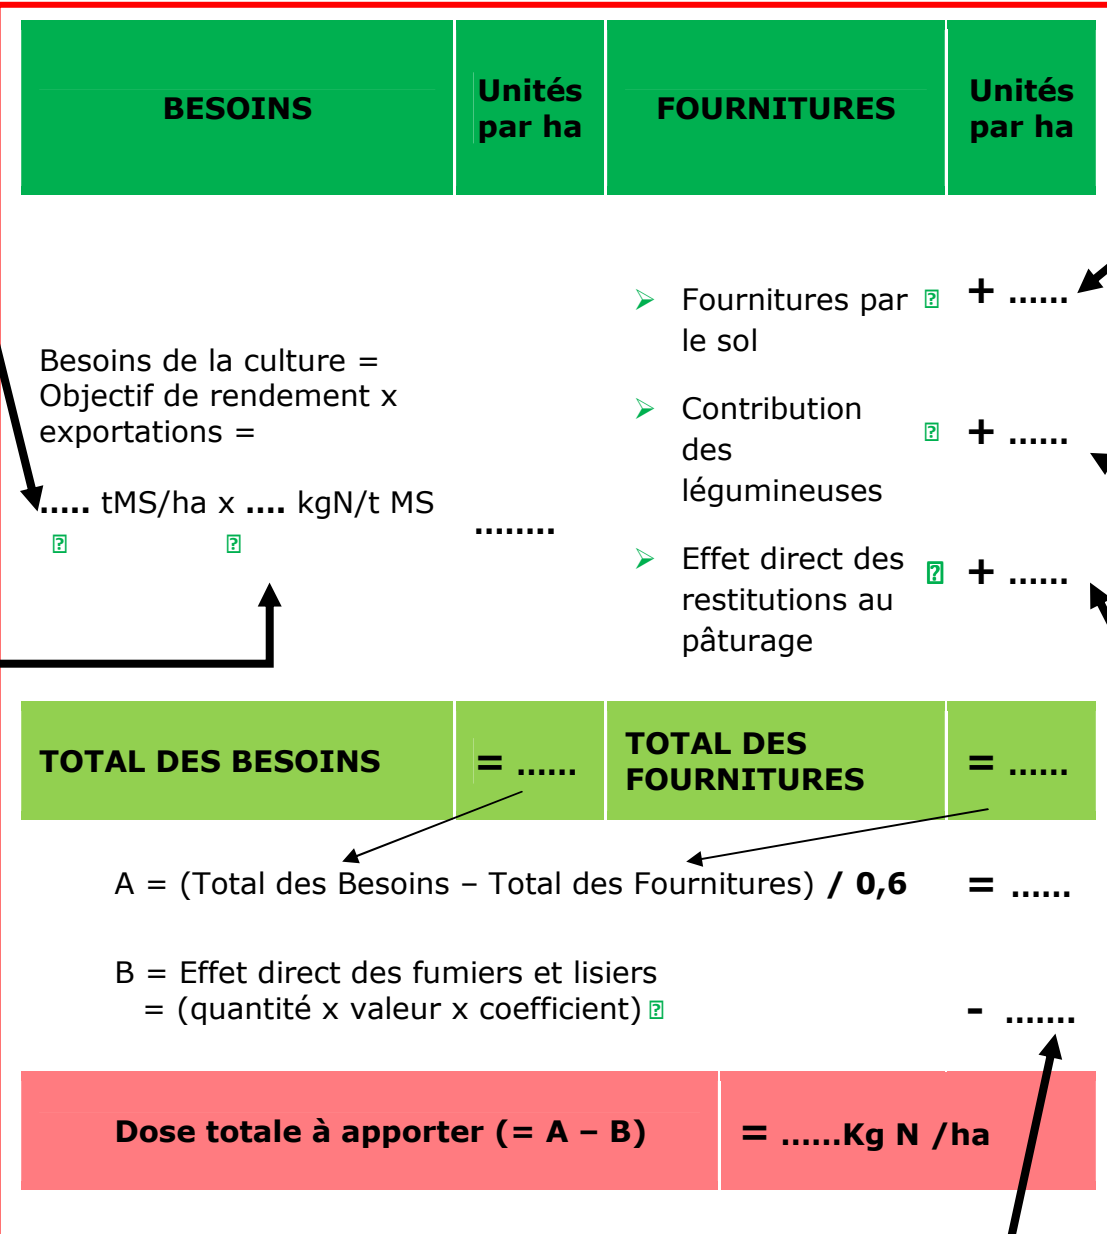 BESOINS
Unités
par ha
FOURNITURES
Unités
par ha
Besoins de la culture =
Objectif de rendement x
exportations =
..... tMS/ha x .... kgN/t MS
........
➢ Fournitures par
le sol
+ ......
➢ Contribution
des
légumineuses
+ ......
➢ Effet direct des
restitutions au
pâturage
+ ......
TOTAL DES BESOINS
= ......
TOTAL DES
FOURNITURES
= ......
A = (Total des Besoins – Total des Fournitures) / 0,6
= ......
B = Effet direct des fumiers et lisiers
= (quantité x valeur x coefficient)
- .......
Dose totale à apporter (= A – B)
= ......Kg N /ha